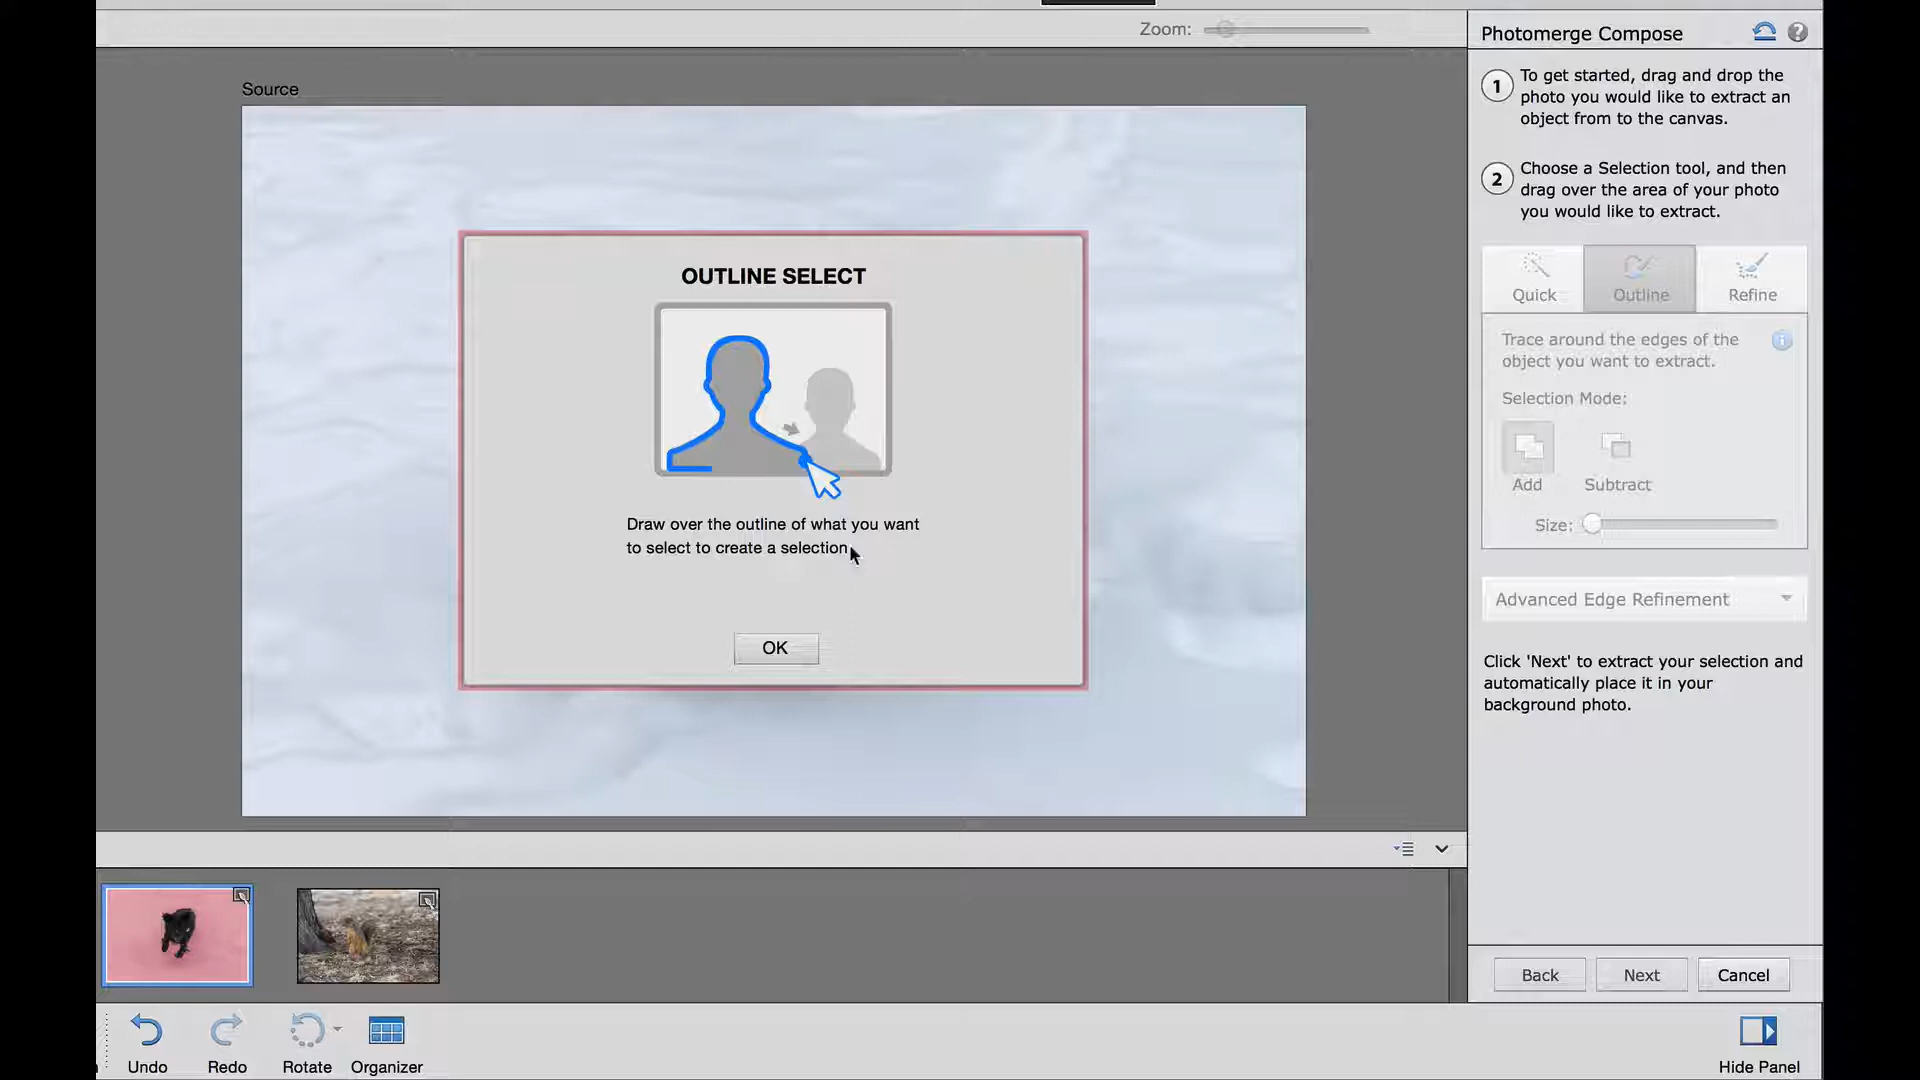 Zoom:
Source
OUTLINE SELECT
Draw over the outline of what you want
to select to create a selection
OK
Photomerge Compose
?
1
To get started, drag and drop the
photo you would like to extract an
object from to the canvas.
2
Choose a Selection tool, and then
drag over the area of your photo
you would like to extract.
Quick
Outline
Refine
Trace around the edges of the
object you want to extract.
i
Selection Mode:
Add
Subtract
Size:
Advanced Edge Refinement
Click 'Next' to extract your selection and
automatically place it in your
background photo.
Back
Next
Cancel
Undo
Redo
Rotate
Organizer
Hide Panel